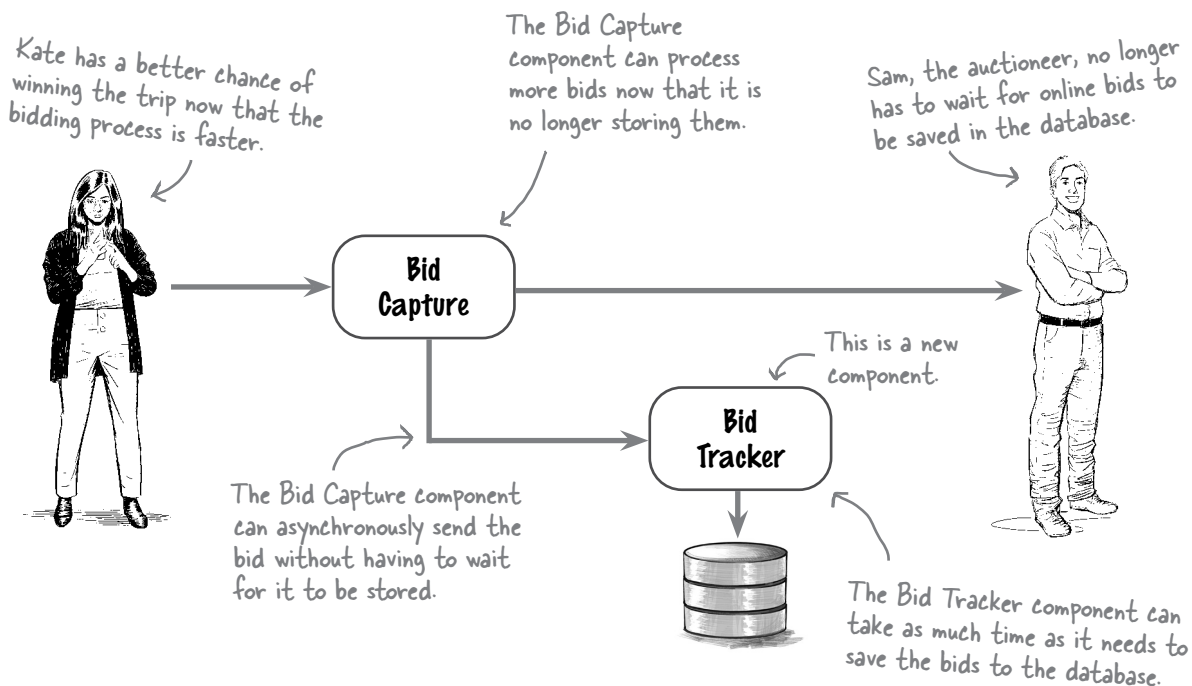 Kate has a better chance of
winning the trip now that the
bidding process is faster.
The Bid Capture
component can process
more bids now that it is
no longer storing them.
Sam, the auctioneer, no longer
has to wait for online bids to
be saved in the database.
Bid
Capture
This is a new
component.
Bid
Tracker
The Bid Capture component
can asynchronously send the
bid without having to wait
for it to be stored.
The Bid Tracker component can
take as much time as it needs to
save the bids to the database.